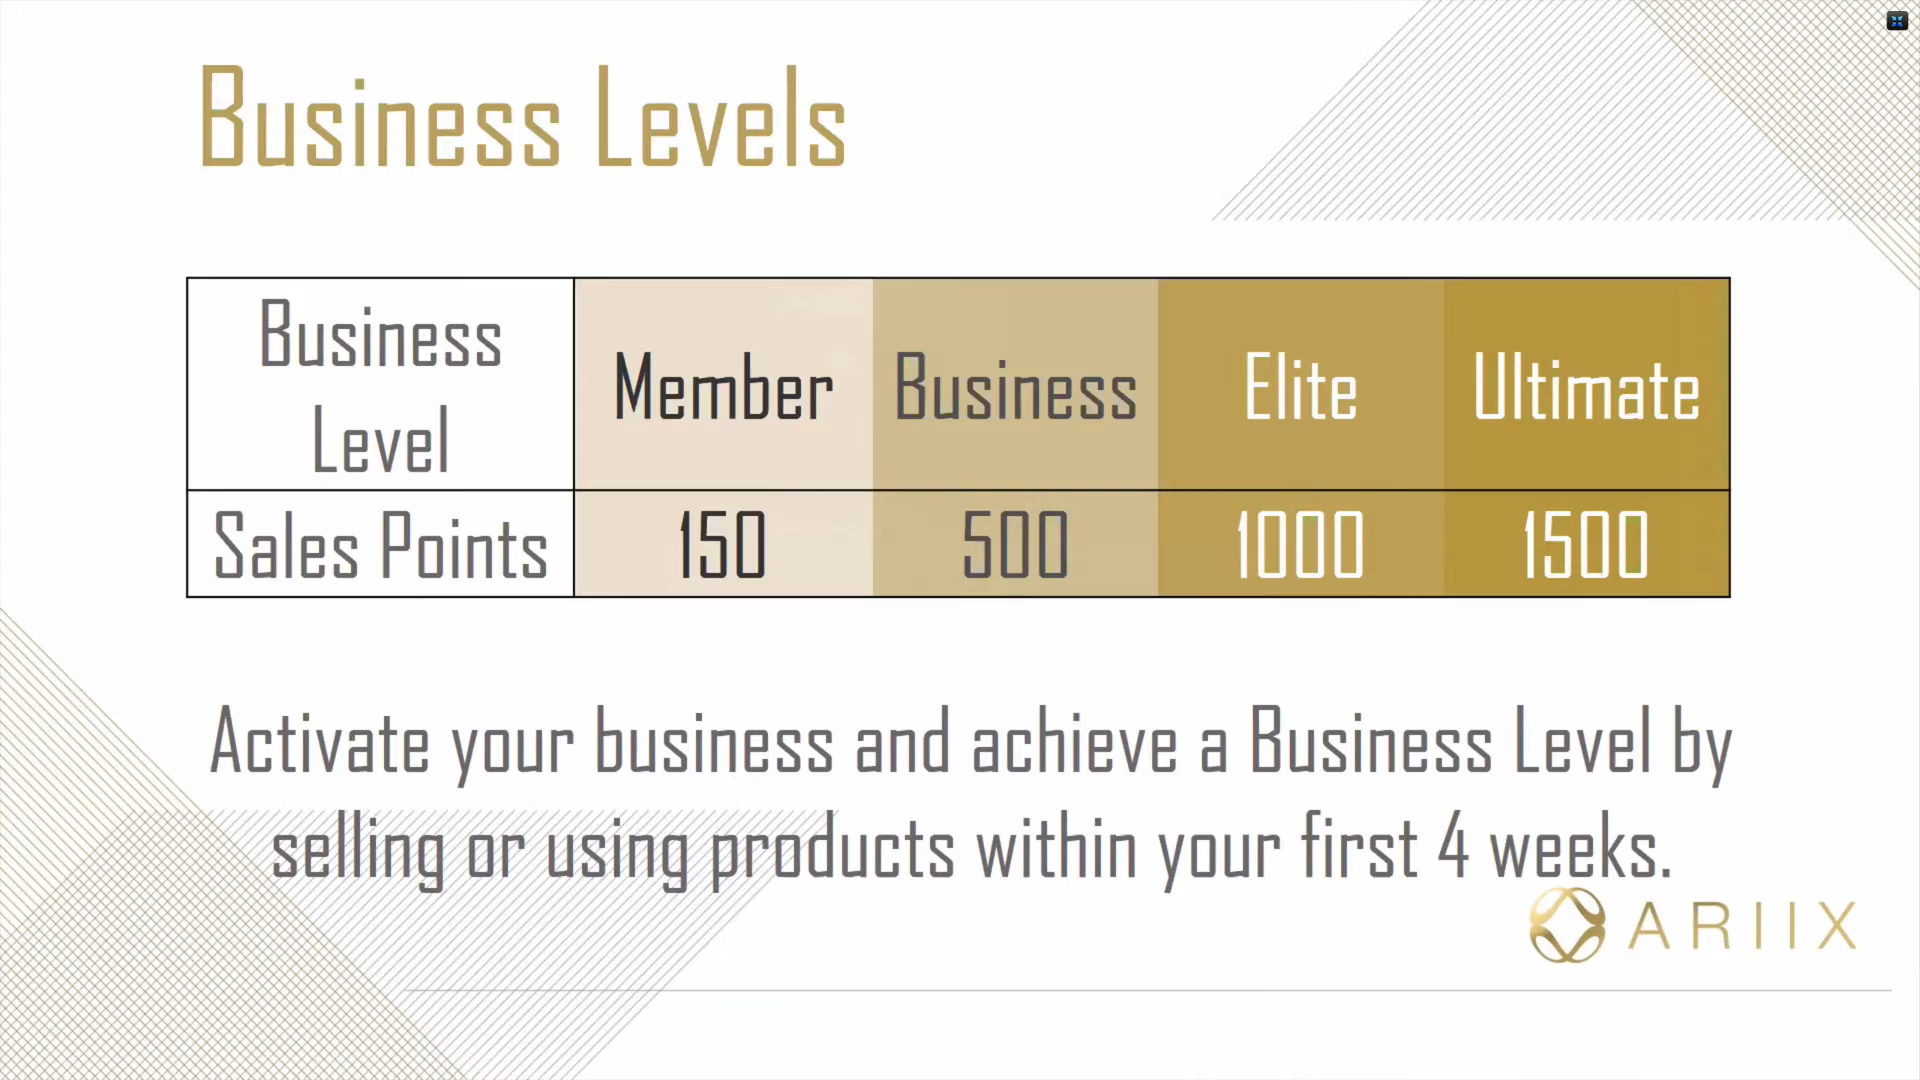 Business Levels
Business
Level
Member
Business
Elite
Ultimate
Sales Points
150
500
1000
1500
Activate your business and achieve a Business Level by
selling or using products within your first 4 weeks.
ARIIX